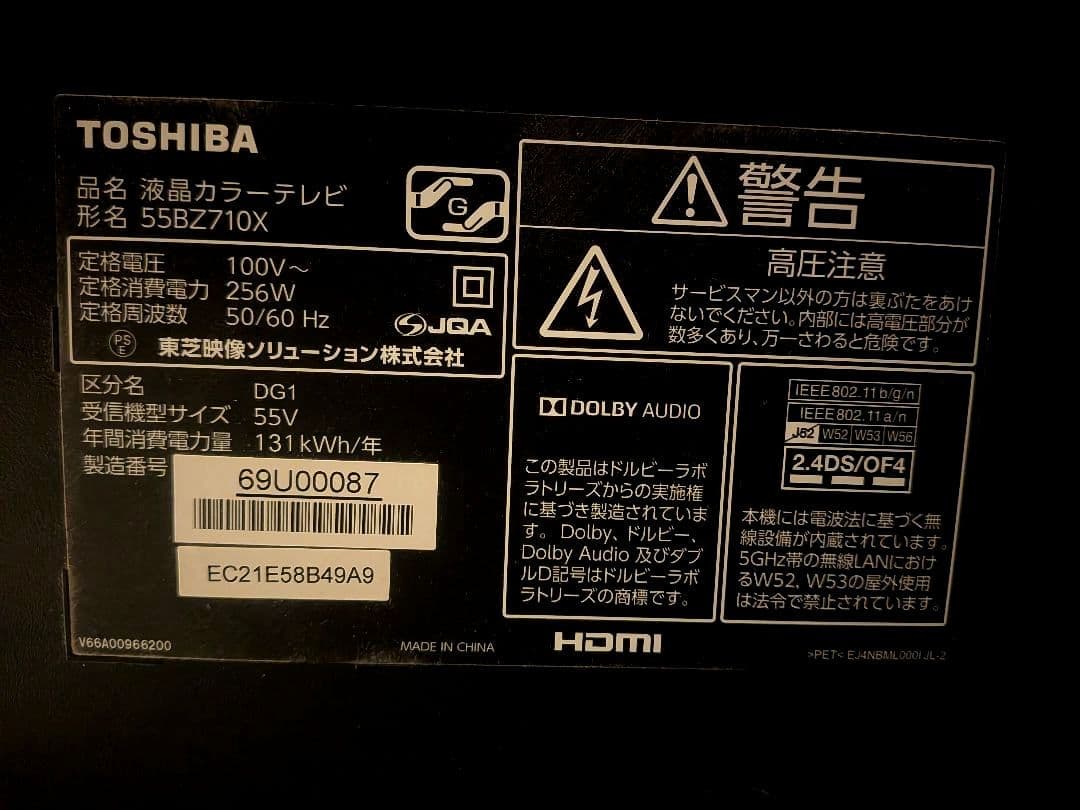 TOSHIBA
品名 液晶カラーテレビ
形名 55BZ710X
G
定格電圧 100V～
定格消費電力 256W
定格周波数 50/60 Hz
JQA
PS
E
東芝映像ソリューション株式会社
区分名 DG1
受信機型サイズ 55V
年間消費電力量 131kWh/年
製造番号
69U00087
EC21E58B49A9
V66A00966200
MADE IN CHINA
警告
高圧注意
サービスマン以外の方は裏ぶたをあけ
ないでください。内部には高電圧部分が
数多くあり、万一さわると危険です。
DOLBY AUDIO
この製品はドルビーラボ
ラトリーズからの実施権
に基づき製造されていま
す。Dolby、ドルビー、
Dolby Audio 及びダブ
ルD記号はドルビーラボ
ラトリーズの商標です。
HDMI
IEEE802.11b/g/n
IEEE802.11a/n
J52 W52 W53 W56
2.4DS/OF4
本機には電波法に基づく無
線設備が内蔵されています。
5GHz帯の無線LANにおけ
るW52, W53の屋外使用
は法令で禁止されています。
>PET< EJ4NBML000IJL-2